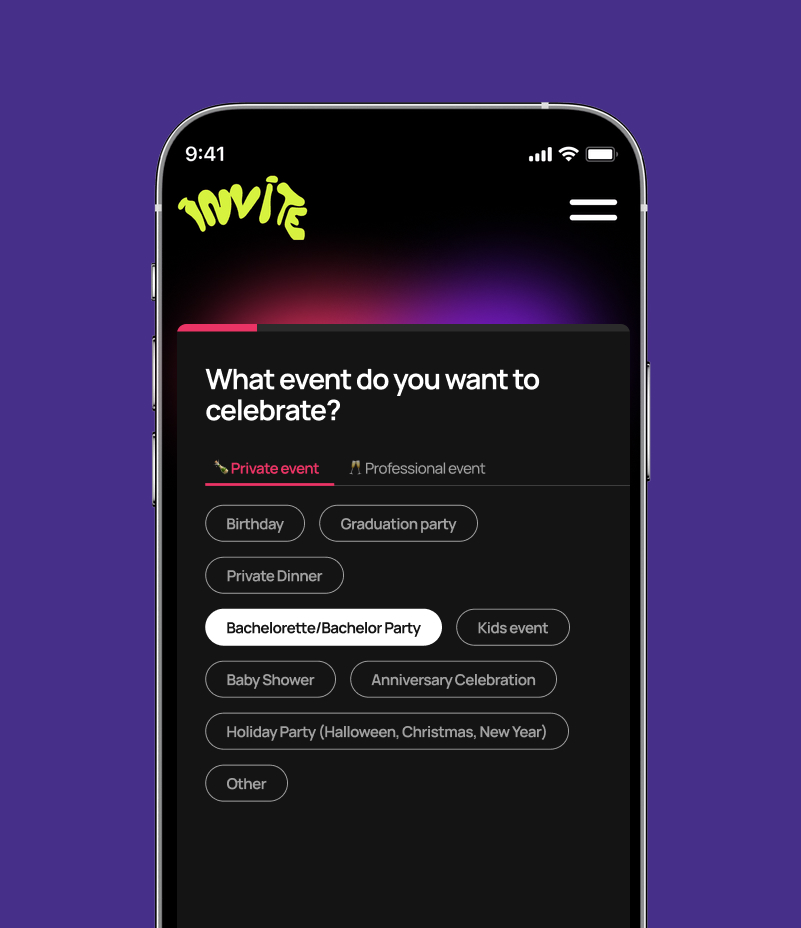 9:41
INVITE
What event do you want to
celebrate?
Private event
Professional event
Birthday
Graduation party
Private Dinner
Bachelorette/Bachelor Party
Kids event
Baby Shower
Anniversary Celebration
Holiday Party (Halloween, Christmas, New Year)
Other